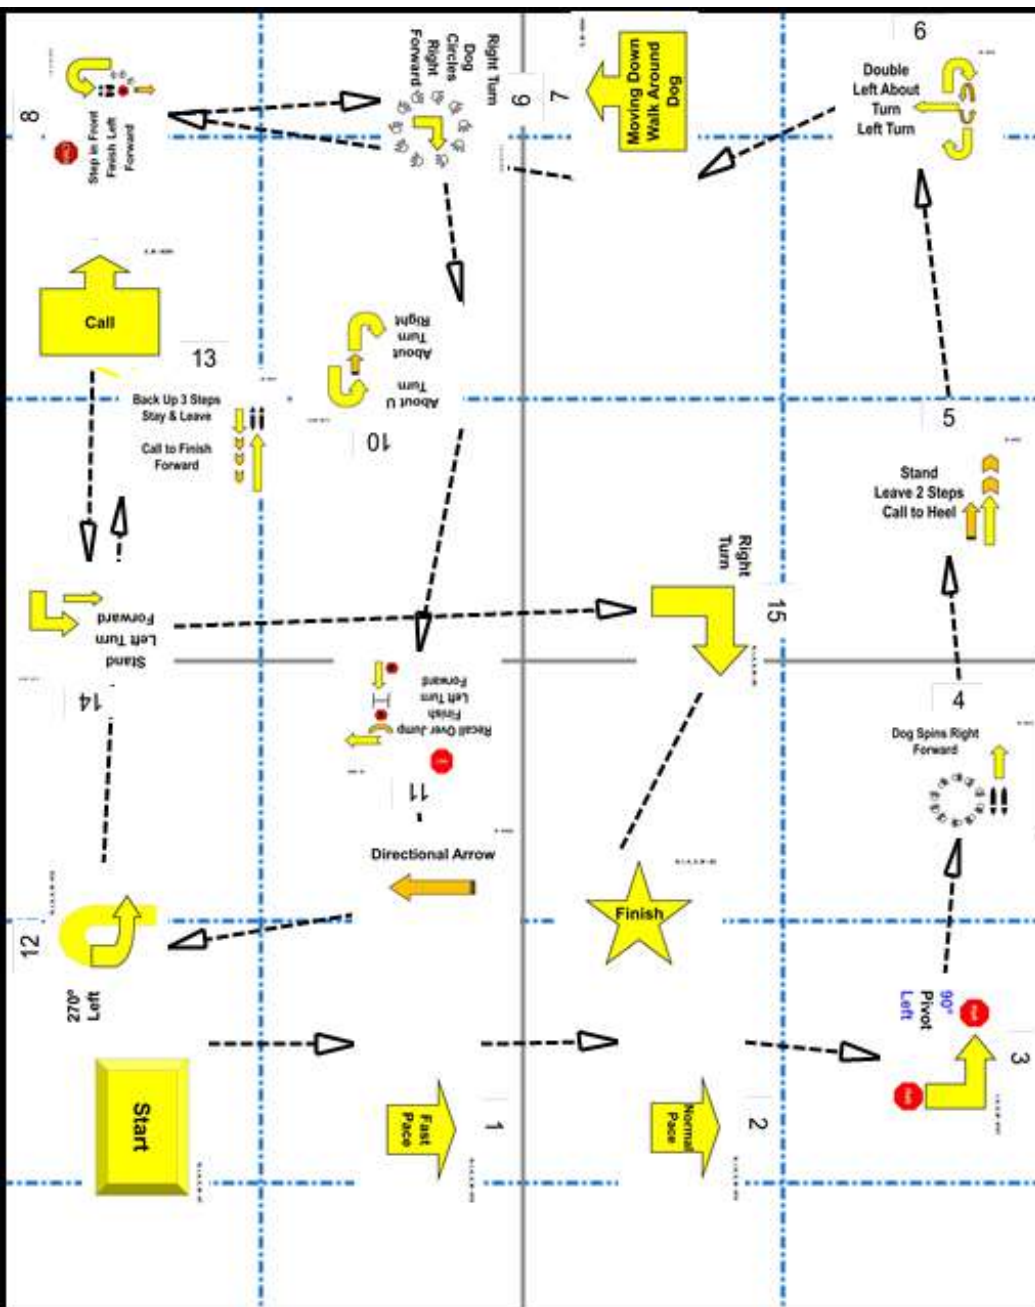 Start
1
Fast
Pace
2
Normal
Pace
3
90°
Pivot
Left
4
Dog Spins Right
Forward
5
Stand
Leave 2 Steps
Call to Heel
6
Double
Left About
Turn
Left Turn
7
Moving Down
Walk Around
Dog
8
Step in Front
Finish Left
Forward
9
Right Turn
Dog
Circles
Right
Forward
10
About U
Turn
About
Turn
Right
11
Recall Over Jump
Finish
Left Turn
Forward
Directional Arrow
12
270°
Left
13
Back Up 3 Steps
Stay & Leave
Call to Finish
Forward
Call
14
Stand
Left Turn
Forward
15
Right
Turn
Finish